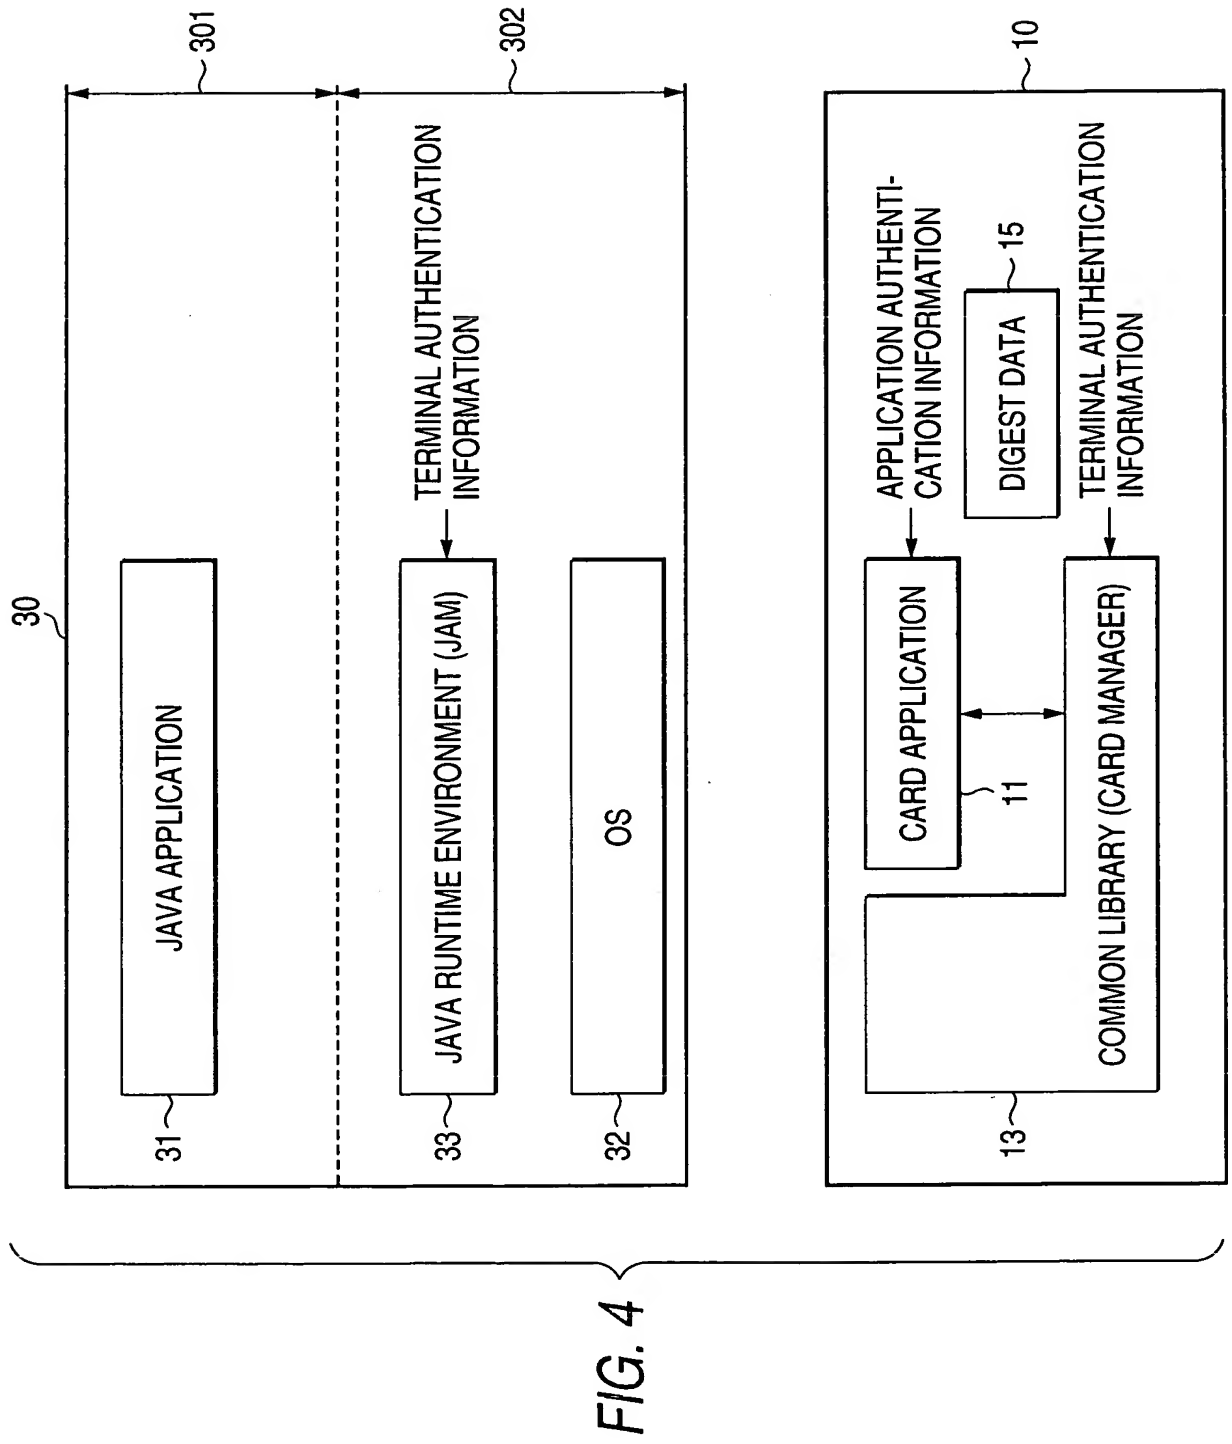 FIG. 4
30
301
302
31
JAVA APPLICATION
33
JAVA RUNTIME ENVIRONMENT (JAM)
TERMINAL AUTHENTICATION
INFORMATION
32
OS
10
13
COMMON LIBRARY (CARD MANAGER)
11
CARD APPLICATION
APPLICATION AUTHENTI-
CATION INFORMATION
DIGEST DATA
15
TERMINAL AUTHENTICATION
INFORMATION